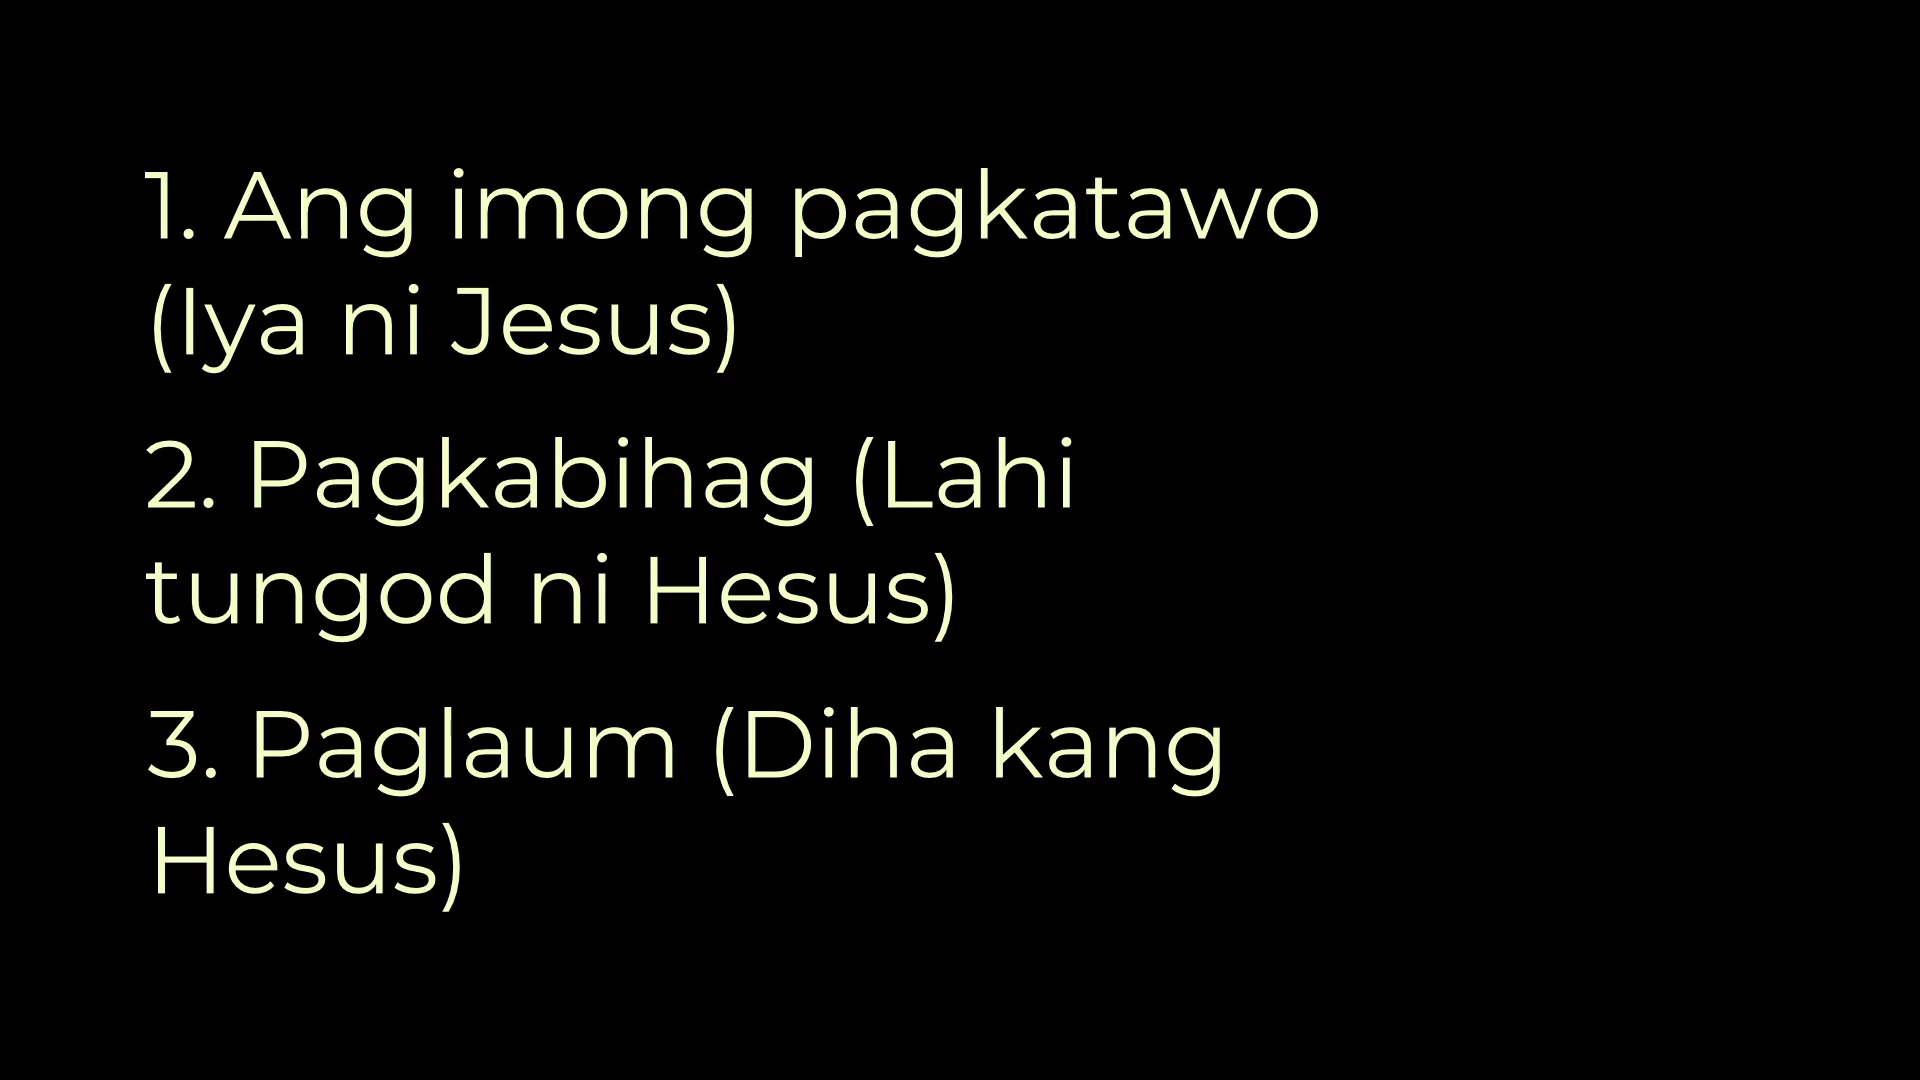 1. Ang imong pagkatawo
(Iya ni Jesus)
2. Pagkabihag (Lahi
tungod ni Hesus)
3. Paglaum (Diha kang
Hesus)